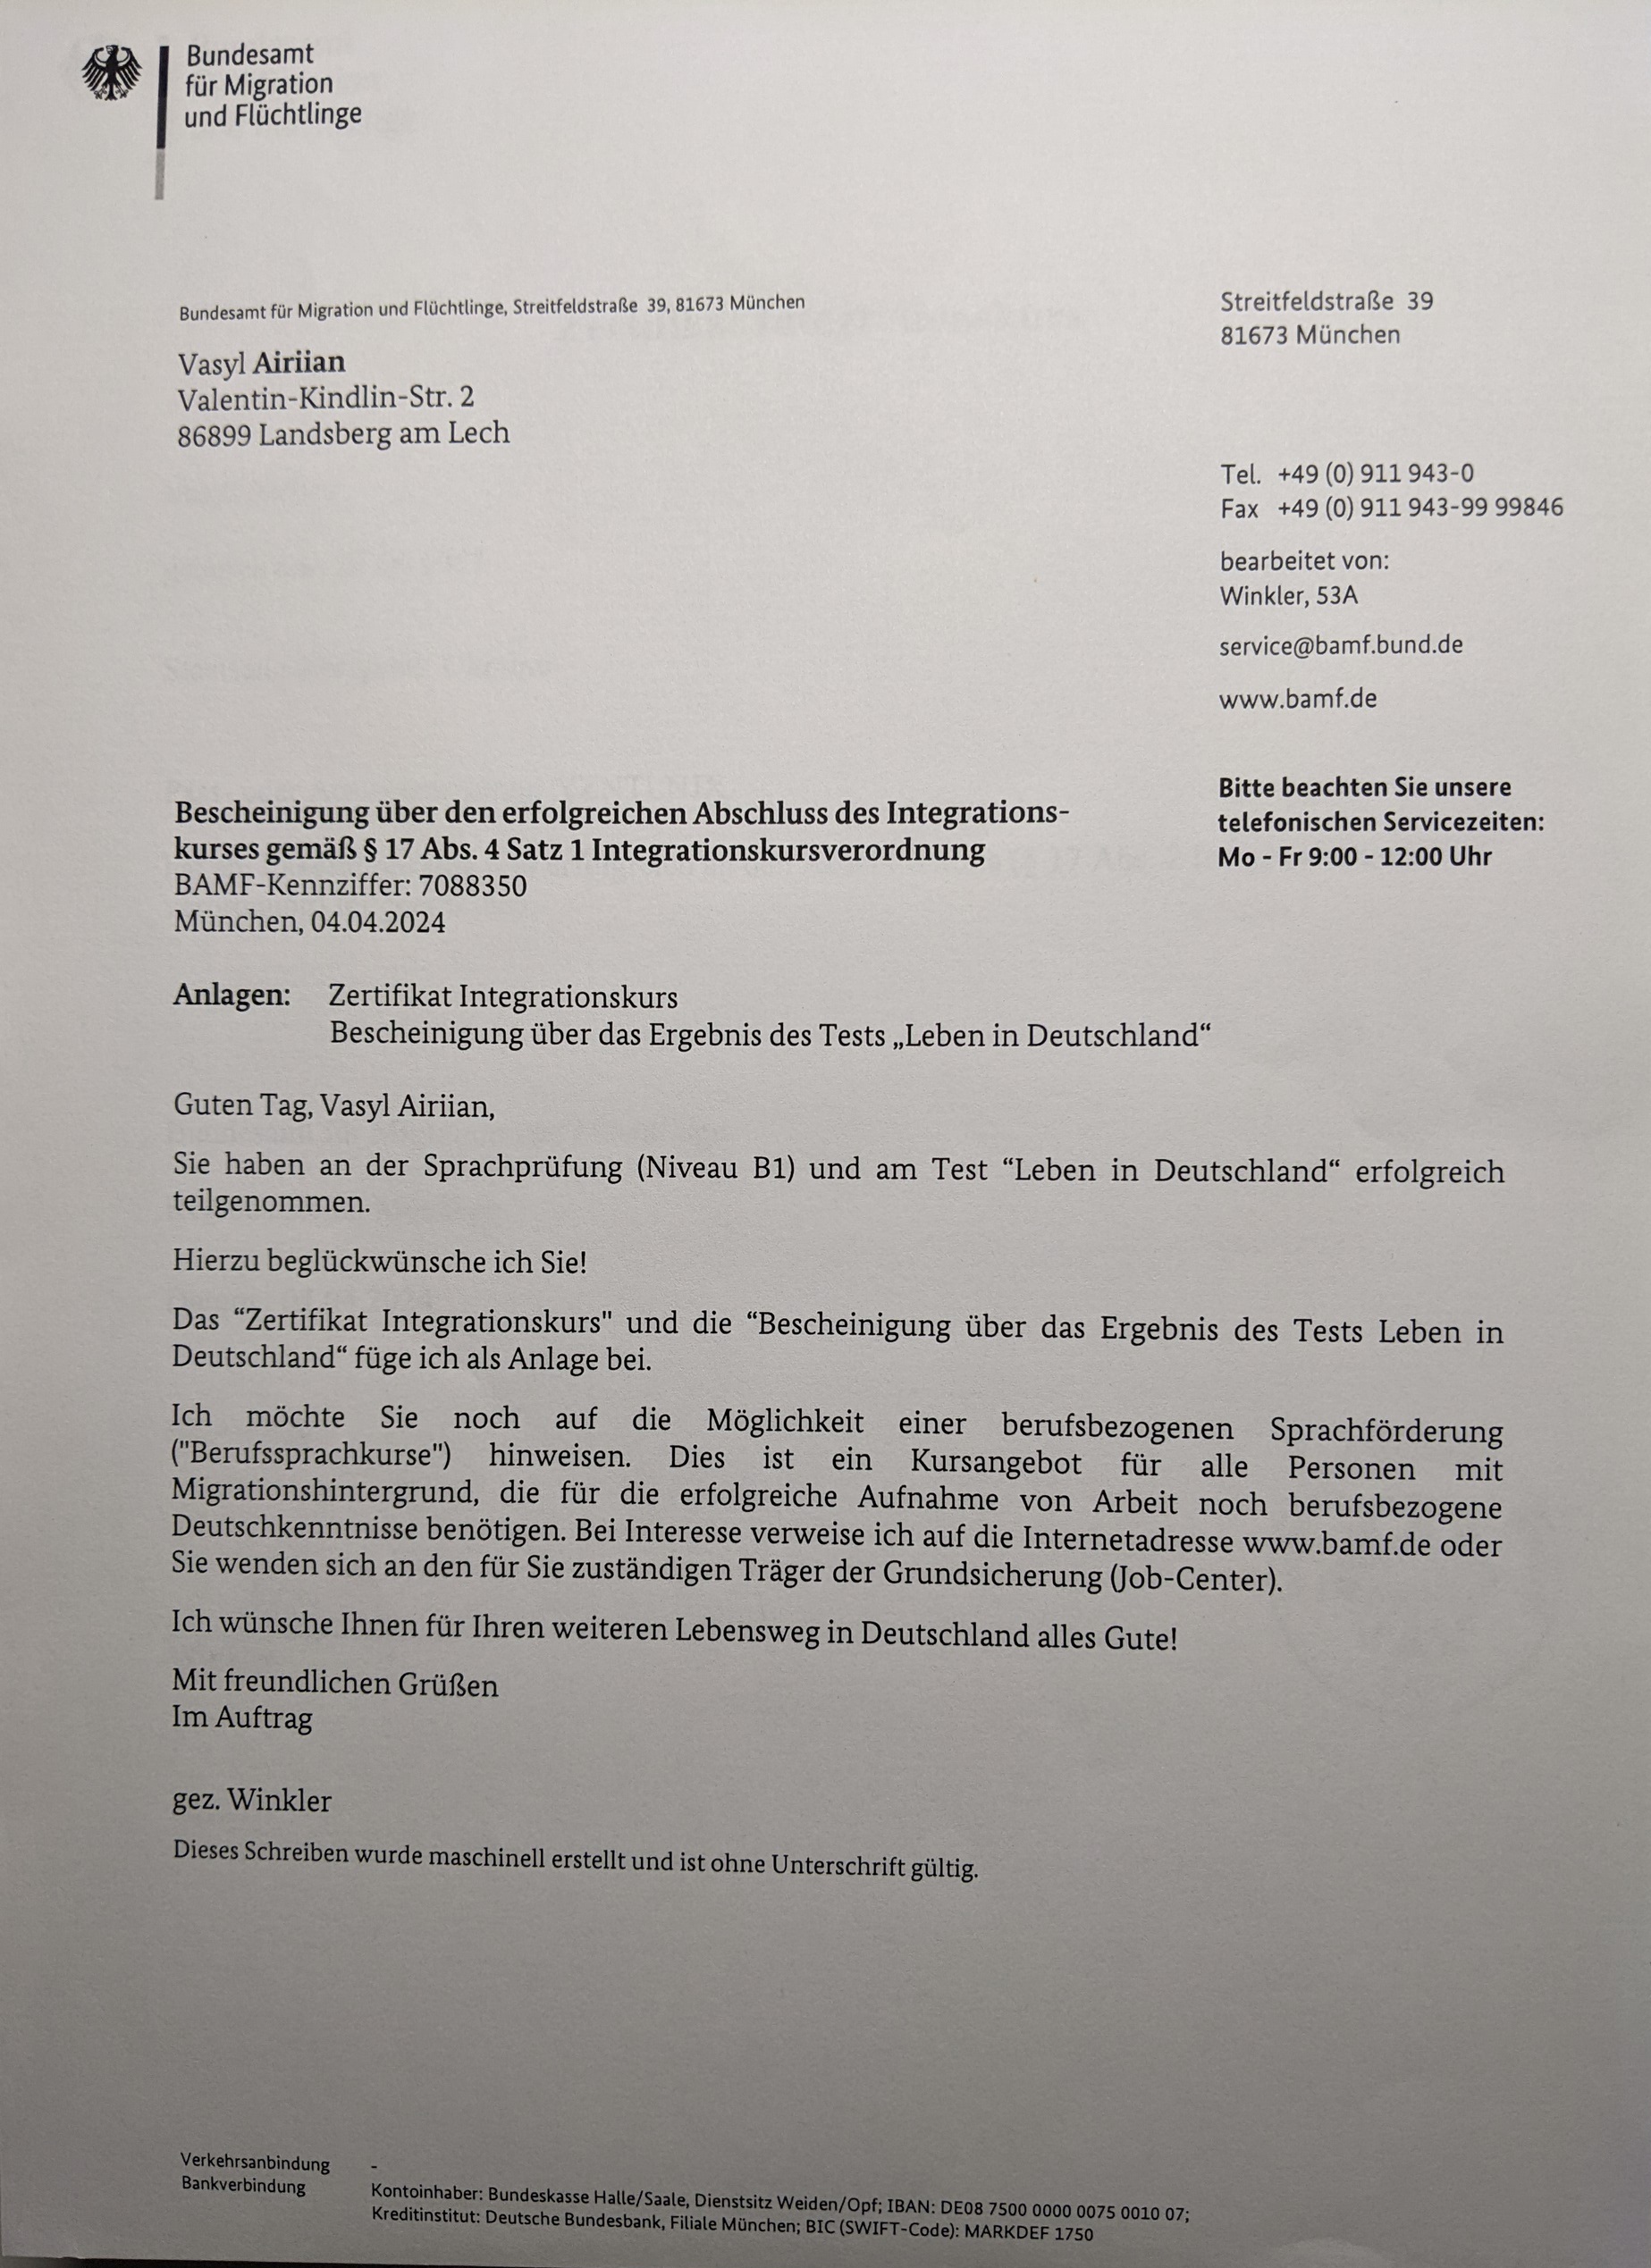 Bundesamt
für Migration
und Flüchtlinge
Bundesamt für Migration und Flüchtlinge, Streitfeldstraße 39, 81673 München
Vasyl Airiian
Valentin-Kindlin-Str. 2
86899 Landsberg am Lech
Streitfeldstraße 39
81673 München
Tel. +49 (0) 911 943-0
Fax +49 (0) 911 943-99 99846
bearbeitet von:
Winkler, 53A
service@bamf.bund.de
www.bamf.de
Bitte beachten Sie unsere
telefonischen Servicezeiten:
Mo - Fr 9:00 - 12:00 Uhr
Bescheinigung über den erfolgreichen Abschluss des Integrations-
kurses gemäß § 17 Abs. 4 Satz 1 Integrationskursverordnung
BAMF-Kennziffer: 7088350
München, 04.04.2024
Anlagen: Zertifikat Integrationskurs
Bescheinigung über das Ergebnis des Tests „Leben in Deutschland“
Guten Tag, Vasyl Airiian,
Sie haben an der Sprachprüfung (Niveau B1) und am Test “Leben in Deutschland“ erfolgreich
teilgenommen.
Hierzu beglückwünsche ich Sie!
Das “Zertifikat Integrationskurs" und die “Bescheinigung über das Ergebnis des Tests Leben in
Deutschland“ füge ich als Anlage bei.
Ich möchte Sie noch auf die Möglichkeit einer berufsbezogenen Sprachförderung
("Berufssprachkurse") hinweisen. Dies ist ein Kursangebot für alle Personen mit
Migrationshintergrund, die für die erfolgreiche Aufnahme von Arbeit noch berufsbezogene
Deutschkenntnisse benötigen. Bei Interesse verweise ich auf die Internetadresse www.bamf.de oder
Sie wenden sich an den für Sie zuständigen Träger der Grundsicherung (Job-Center).
Ich wünsche Ihnen für Ihren weiteren Lebensweg in Deutschland alles Gute!
Mit freundlichen Grüßen
Im Auftrag
gez. Winkler
Dieses Schreiben wurde maschinell erstellt und ist ohne Unterschrift gültig.
Verkehrsanbindung -
Bankverbindung Kontoinhaber: Bundeskasse Halle/Saale, Dienstsitz Weiden/Opf; IBAN: DE08 7500 0000 0075 0010 07;
Kreditinstitut: Deutsche Bundesbank, Filiale München; BIC (SWIFT-Code): MARKDEF 1750